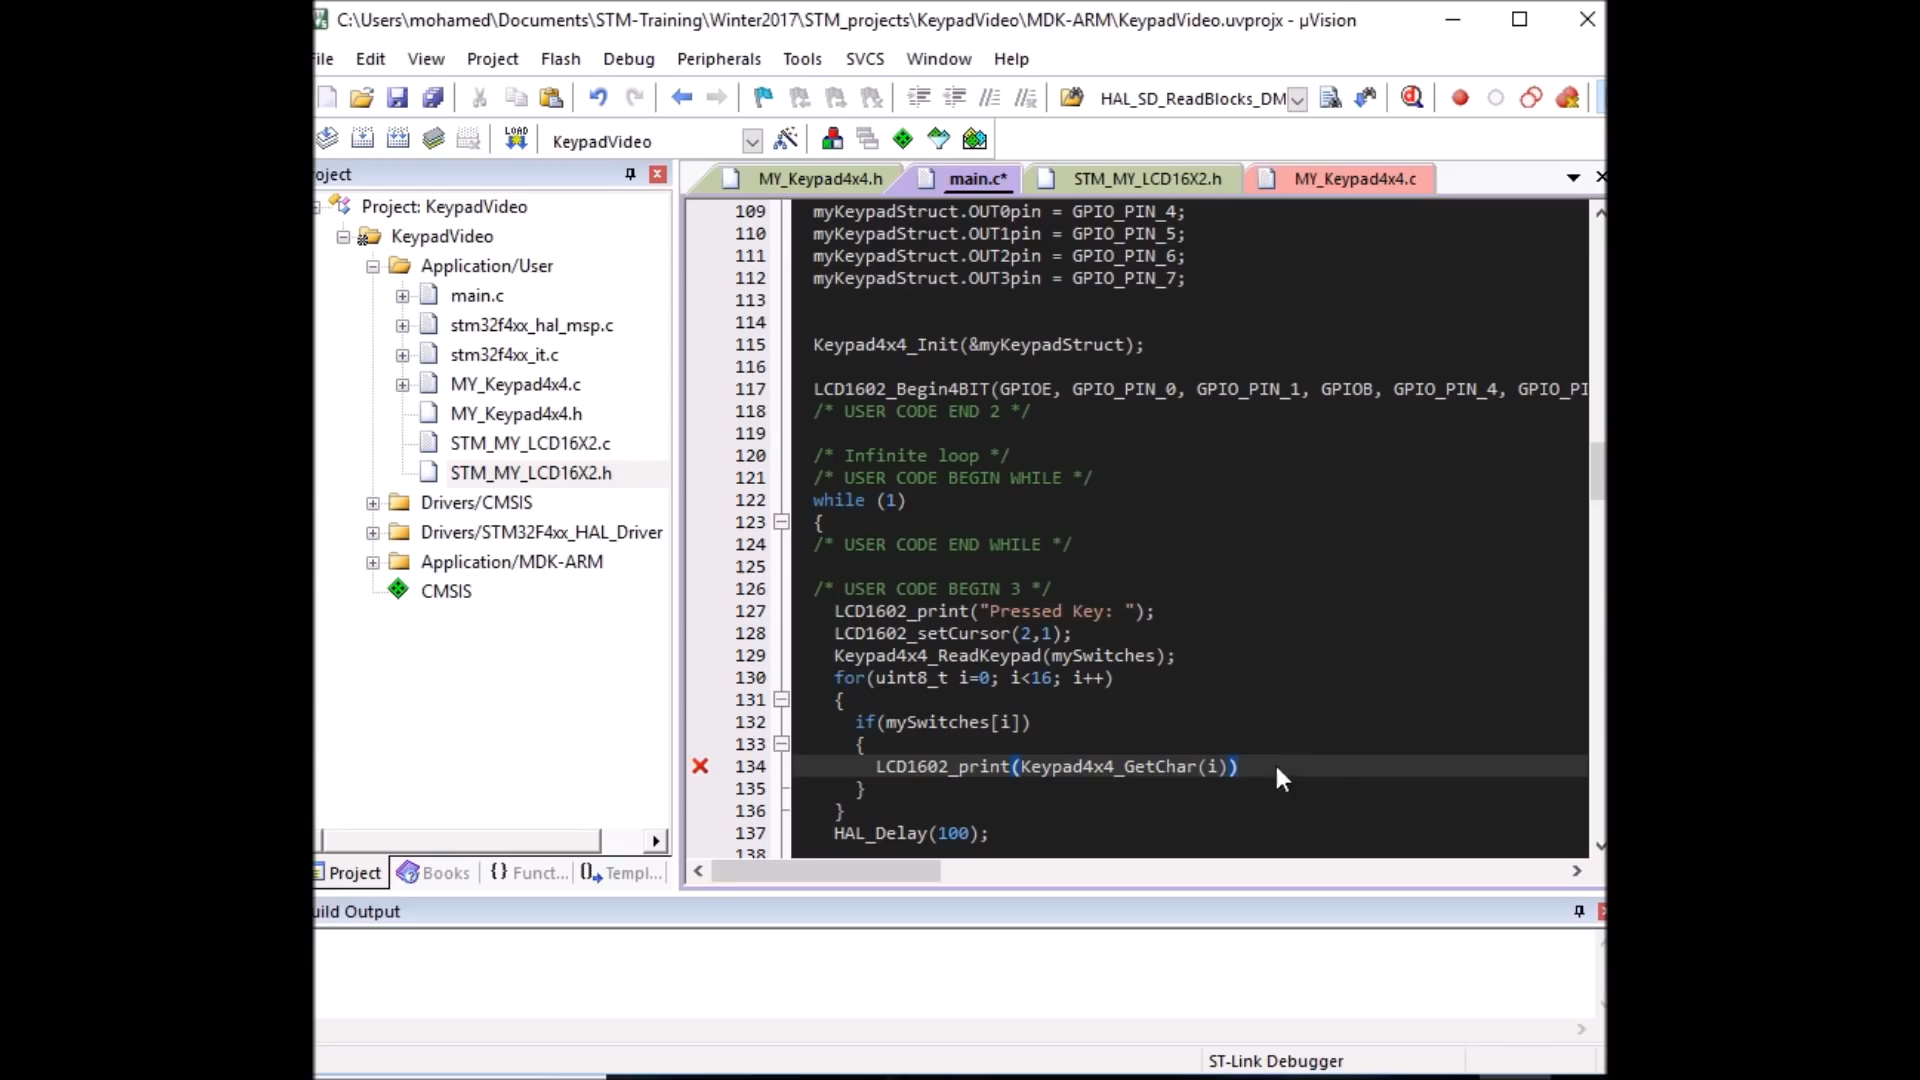 C:\Users\mohamed\Documents\STM-Training\Winter2017\STM_projects\KeypadVideo\MDK-ARM\KeypadVideo.uvprojx - µVision
ile Edit View Project Flash Debug Peripherals Tools SVCS Window Help
HAL_SD_ReadBlocks_DM
LOAD KeypadVideo
oject
Project: KeypadVideo
KeypadVideo
Application/User
main.c
stm32f4xx_hal_msp.c
stm32f4xx_it.c
MY_Keypad4x4.c
MY_Keypad4x4.h
STM_MY_LCD16X2.c
STM_MY_LCD16X2.h
Drivers/CMSIS
Drivers/STM32F4xx_HAL_Driver
Application/MDK-ARM
CMSIS
Project Books {} Funct... Templ...
MY_Keypad4x4.h main.c* STM_MY_LCD16X2.h MY_Keypad4x4.c
109 myKeypadStruct.OUT0pin = GPIO_PIN_4;
110 myKeypadStruct.OUT1pin = GPIO_PIN_5;
111 myKeypadStruct.OUT2pin = GPIO_PIN_6;
112 myKeypadStruct.OUT3pin = GPIO_PIN_7;
113
114
115 Keypad4x4_Init(&myKeypadStruct);
116
117 LCD1602_Begin4BIT(GPIOE, GPIO_PIN_0, GPIO_PIN_1, GPIOB, GPIO_PIN_4, GPIO_PI
118 /* USER CODE END 2 */
119
120 /* Infinite loop */
121 /* USER CODE BEGIN WHILE */
122 while (1)
123 {
124 /* USER CODE END WHILE */
125
126 /* USER CODE BEGIN 3 */
127 LCD1602_print("Pressed Key: ");
128 LCD1602_setCursor(2,1);
129 Keypad4x4_ReadKeypad(mySwitches);
130 for(uint8_t i=0; i<16; i++)
131 {
132 if(mySwitches[i])
133 {
134 LCD1602_print(Keypad4x4_GetChar(i))
135 }
136 }
137 HAL_Delay(100);
138
uild Output
ST-Link Debugger